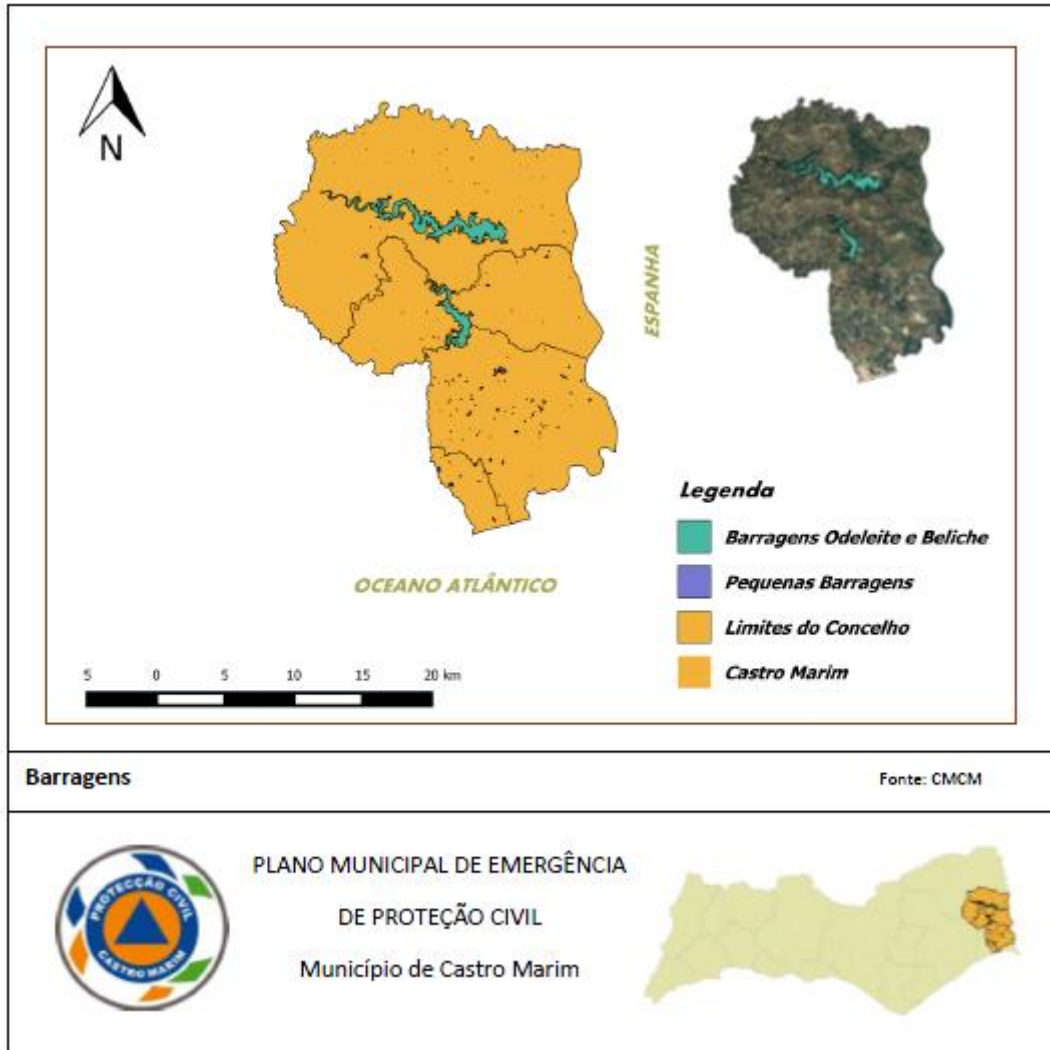 N
ESPANHA
OCEANO ATLÂNTICO
Legenda
Barragens Odeleite e Beliche
Pequenas Barragens
Limites do Concelho
Castro Marim
5 0 5 10 15 20 km
Barragens
Fonte: CMCM
PROTECÇÃO CIVIL
CASTRO MARIM
PLANO MUNICIPAL DE EMERGÊNCIA
DE PROTEÇÃO CIVIL
Município de Castro Marim